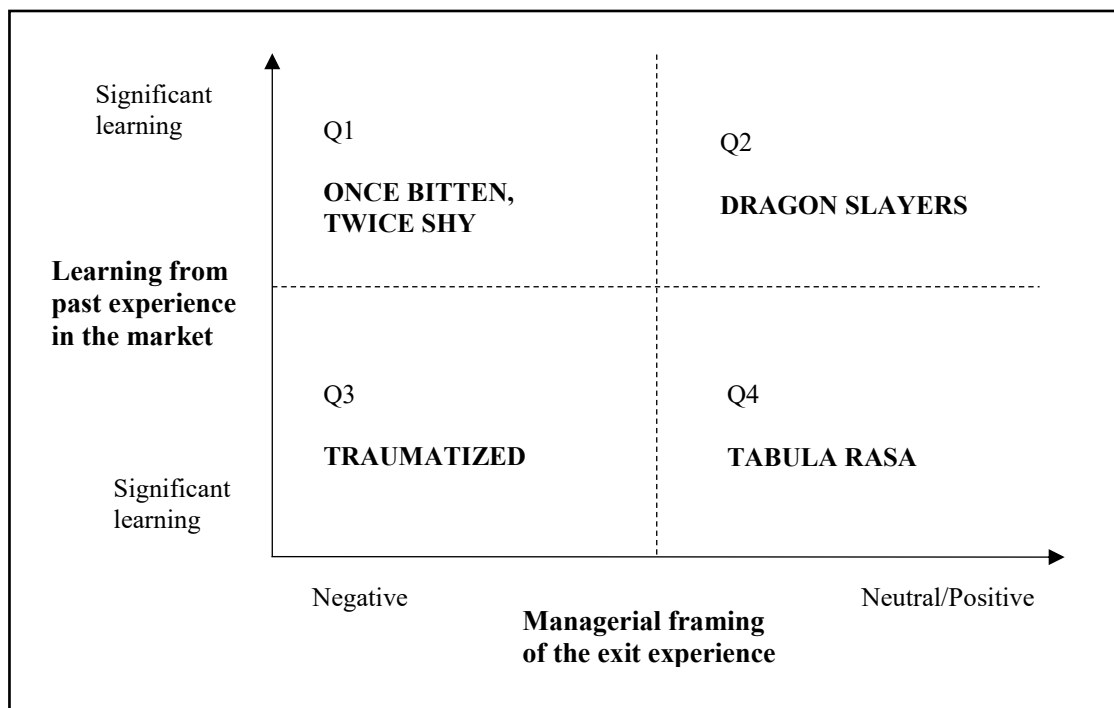 Significant
learning
Q1
Q2
ONCE BITTEN,
TWICE SHY
DRAGON SLAYERS
Learning from
past experience
in the market
Q3
Q4
TRAUMATIZED
TABULA RASA
Significant
learning
Negative
Neutral/Positive
Managerial framing
of the exit experience